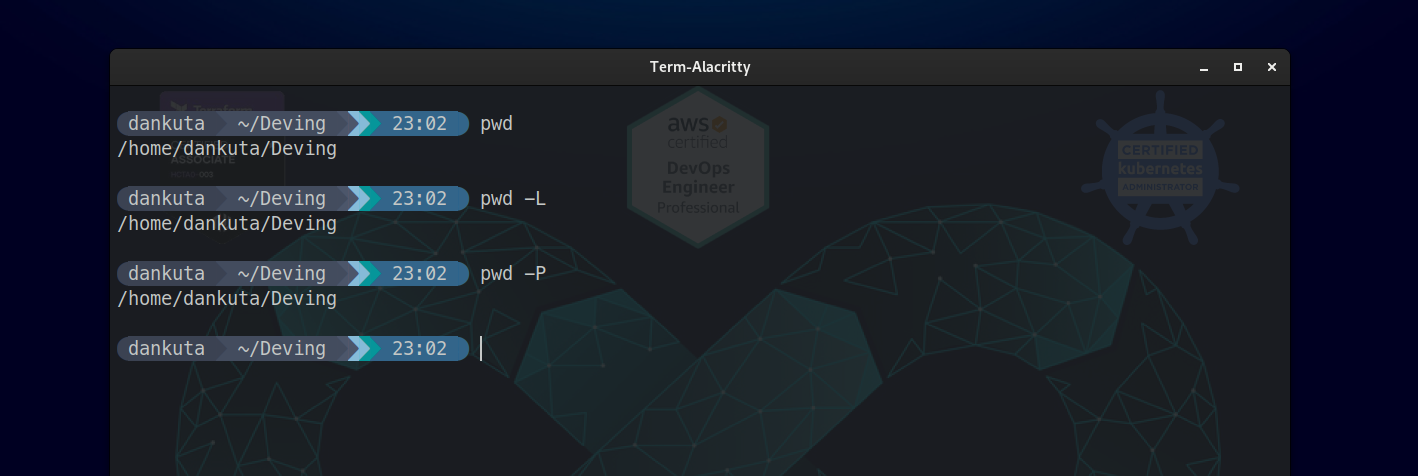 Term-Alacritty
Terraform
dankuta ~/Deving 23:02 pwd
/home/dankuta/Deving
ASSOCIATE
003
dankuta ~/Deving 23:02 pwd -L
/home/dankuta/Deving
dankuta ~/Deving 23:02 pwd -P
/home/dankuta/Deving
dankuta ~/Deving 23:02
aws
certified
DevOps
Engineer
Professional
CERTIFIED
kubernetes
ADMINISTRATOR